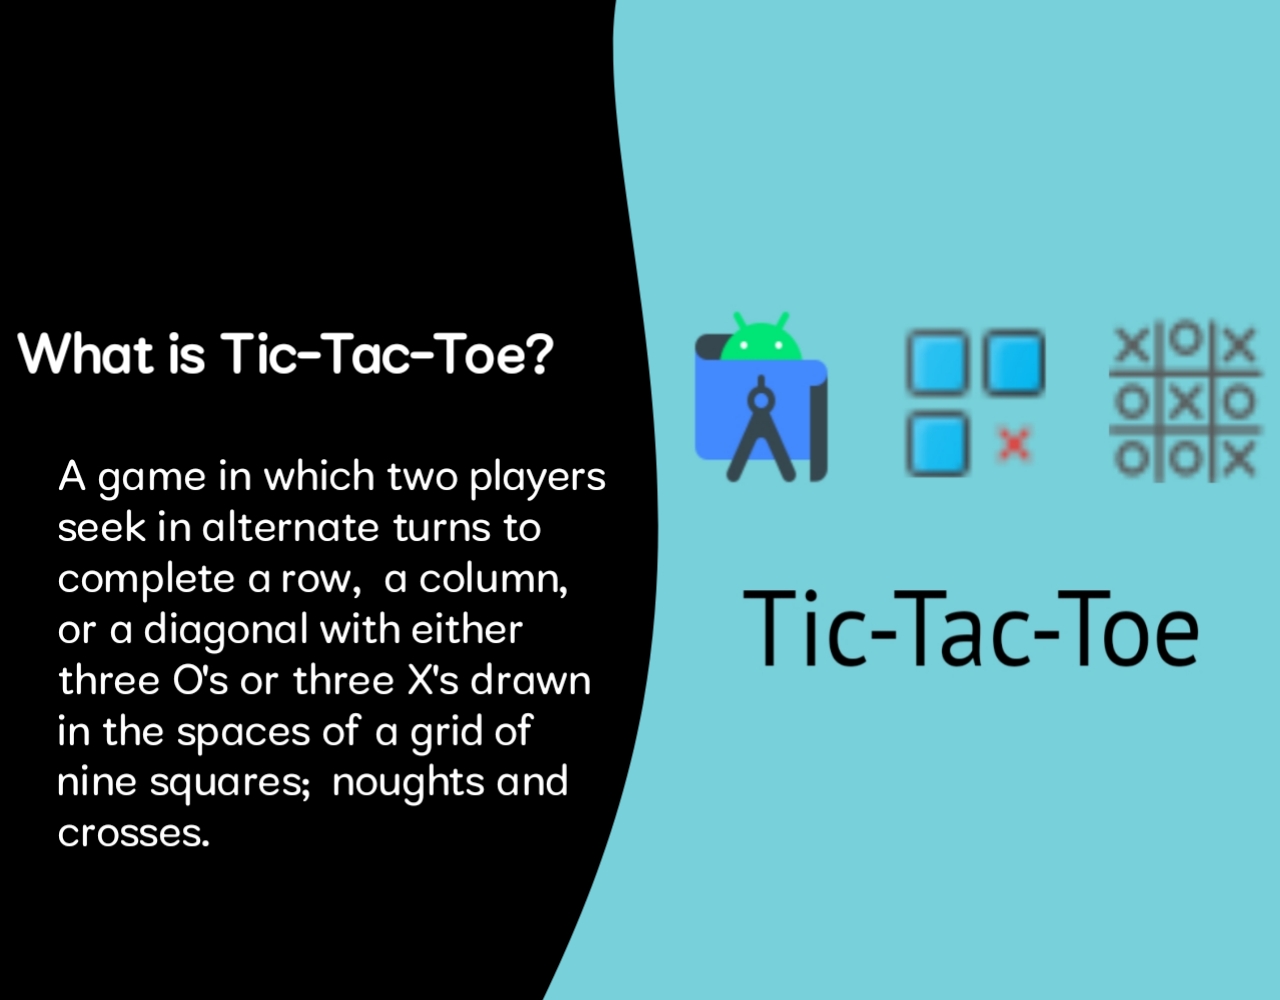 What is Tic-Tac-Toe?
A game in which two players
seek in alternate turns to
complete a row, a column,
or a diagonal with either
three O's or three X's drawn
in the spaces of a grid of
nine squares; noughts and
crosses.
X O X
O X O
O O X
Tic-Tac-Toe